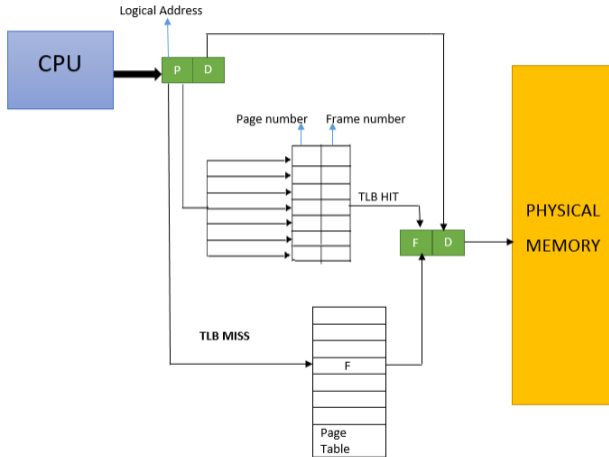 Logical Address
CPU
P D
Page number Frame number
TLB HIT
F D
PHYSICAL
MEMORY
TLB MISS
F
Page
Table